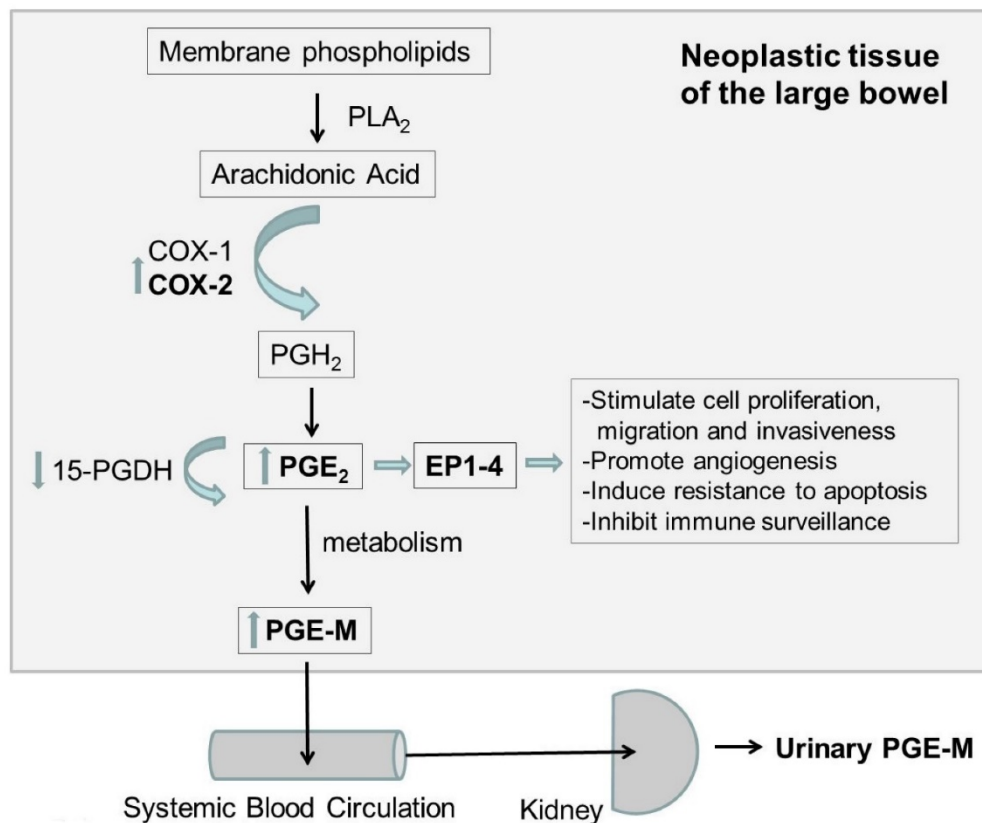 Membrane phospholipids
Neoplastic tissue
of the large bowel
PLA₂
Arachidonic Acid
COX-1
COX-2
PGH₂
15-PGDH
PGE₂
EP1-4
-Stimulate cell proliferation,
migration and invasiveness
-Promote angiogenesis
-Induce resistance to apoptosis
-Inhibit immune surveillance
metabolism
PGE-M
Urinary PGE-M
Systemic Blood Circulation
Kidney